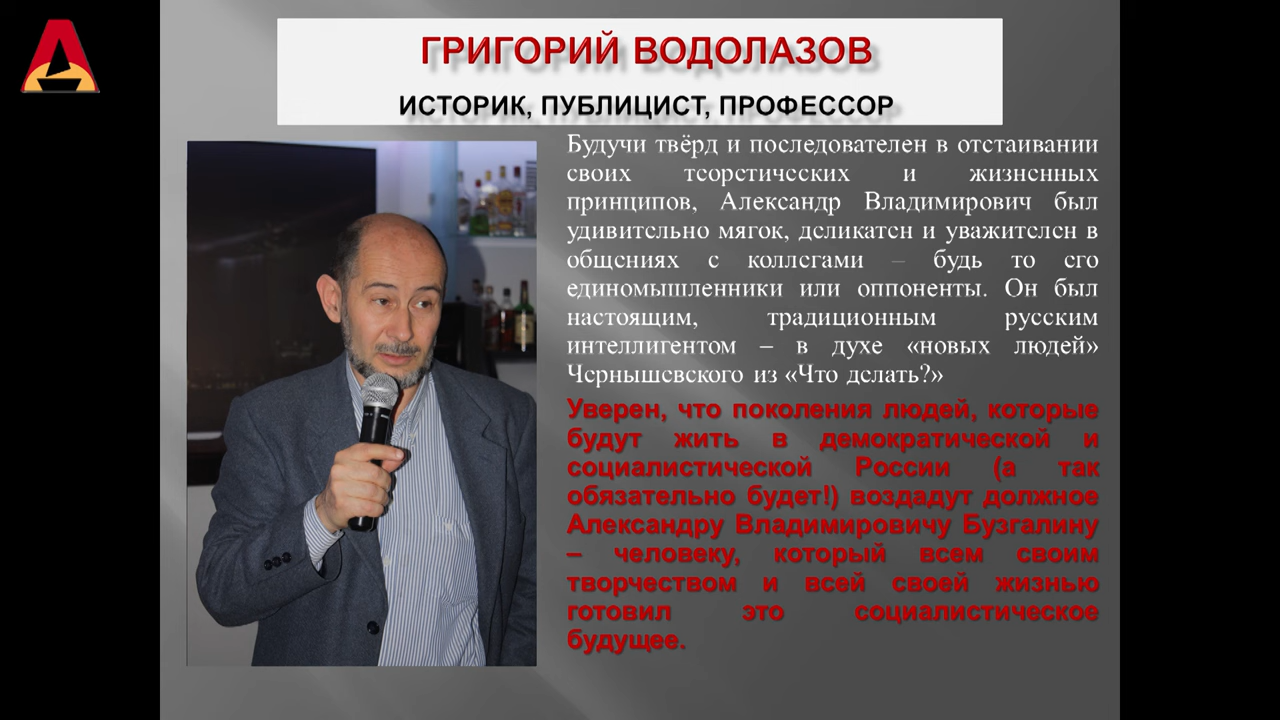 ГРИГОРИЙ ВОДОЛАЗОВ
ИСТОРИК, ПУБЛИЦИСТ, ПРОФЕССОР
Будучи твёрд и последователен в отстаивании
своих теоретических и жизненных
принципов, Александр Владимирович был
удивительно мягок, деликатен и уважителен в
общениях с коллегами – будь то его
единомышленники или оппоненты. Он был
настоящим, традиционным русским
интеллигентом – в духе «новых людей»
Чернышевского из «Что делать?»
Уверен, что поколения людей, которые
будут жить в демократической и
социалистической России (а так
обязательно будет!) воздадут должное
Александру Владимировичу Бузгалину
– человеку, который всем своим
творчеством и всей своей жизнью
готовил это социалистическое
будущее.